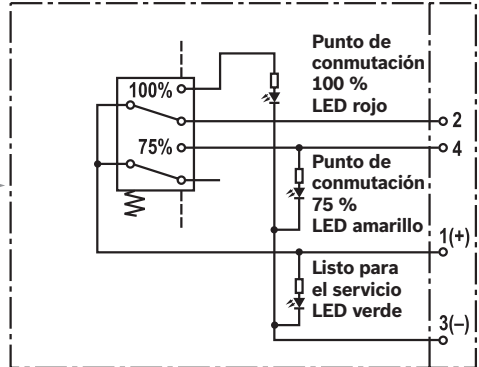 Punto de
conmutación
100 %
LED rojo
100%
2
75%
4
Punto de
conmutación
75 %
LED amarillo
1(+)
Listo para
el servicio
LED verde
3(–)